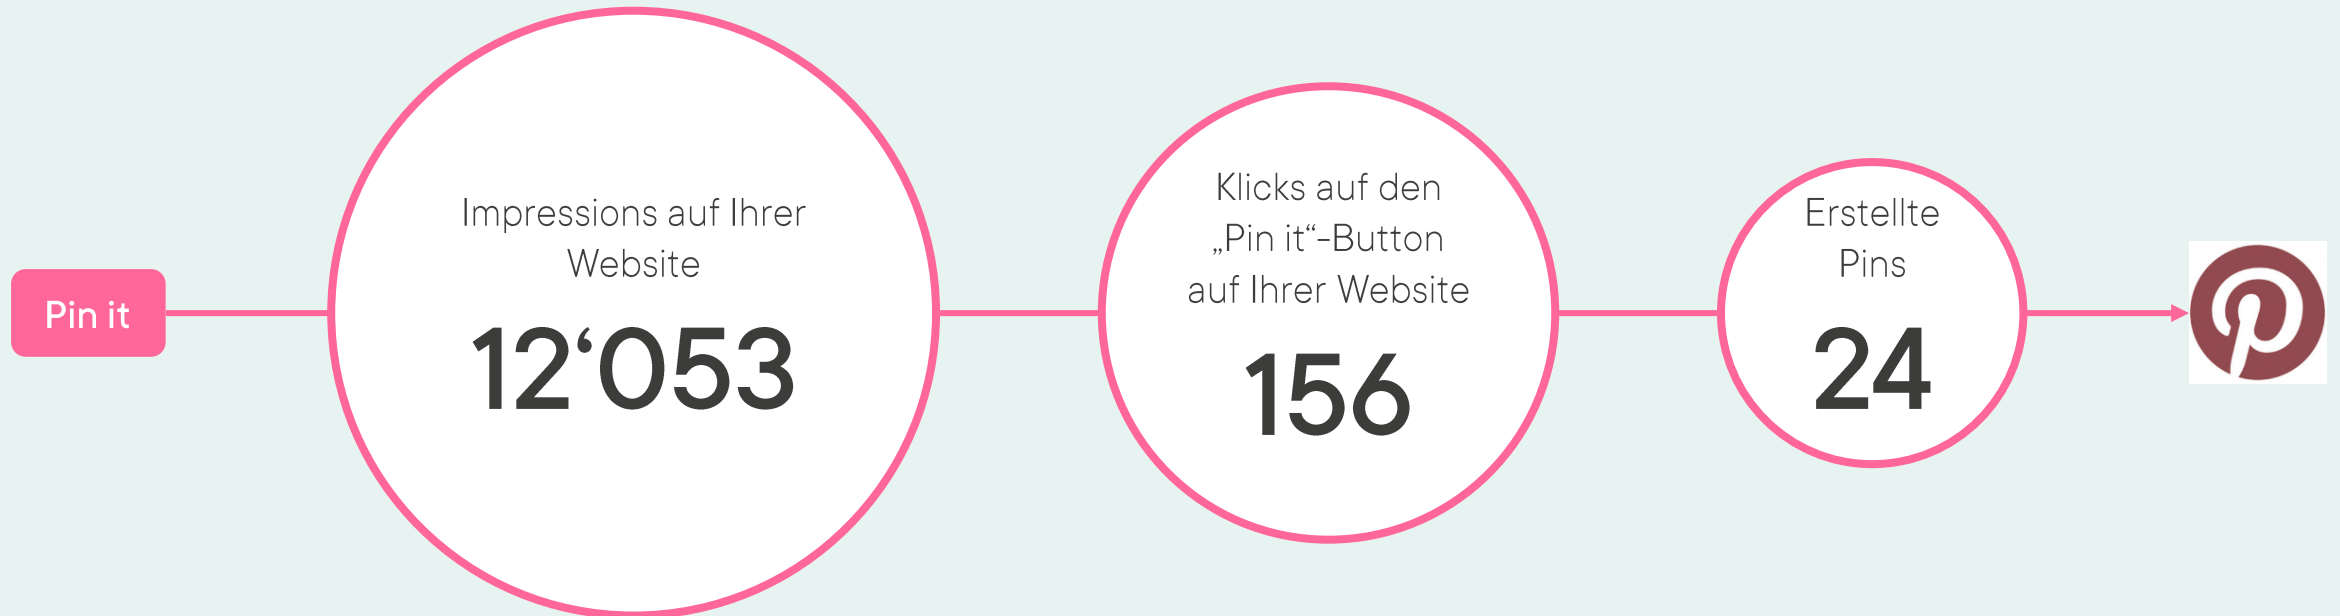 Pin it
Impressions auf Ihrer
Website
12‘053
Klicks auf den
„Pin it“-Button
auf Ihrer Website
156
Erstellte
Pins
24